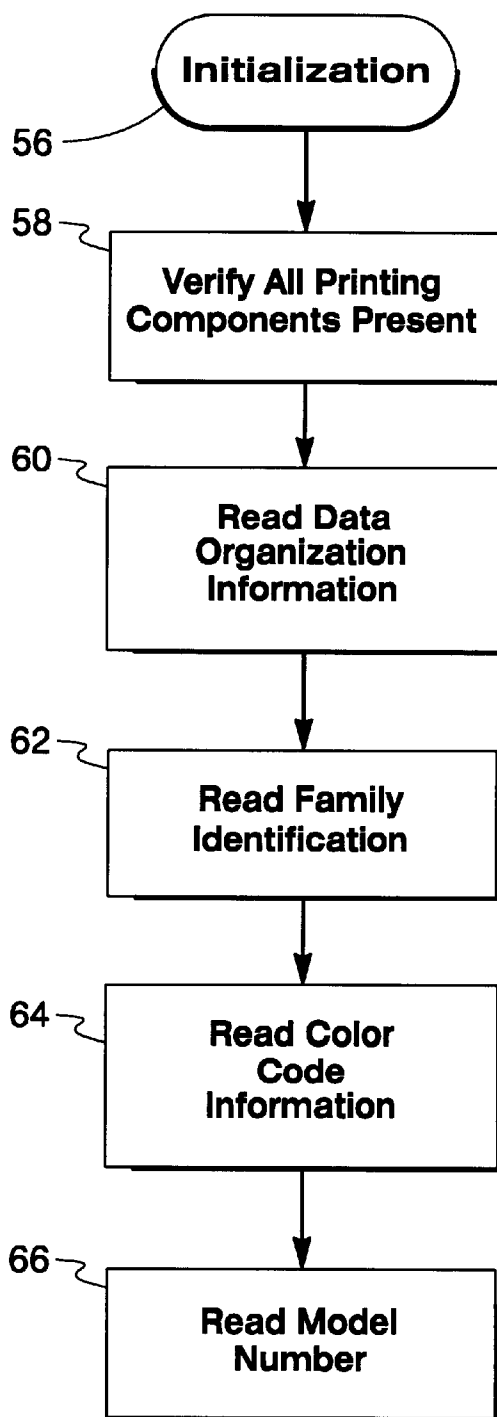 Initialization
56
58
Verify All Printing
Components Present
60
Read Data
Organization
Information
62
Read Family
Identification
64
Read Color
Code
Information
66
Read Model
Number